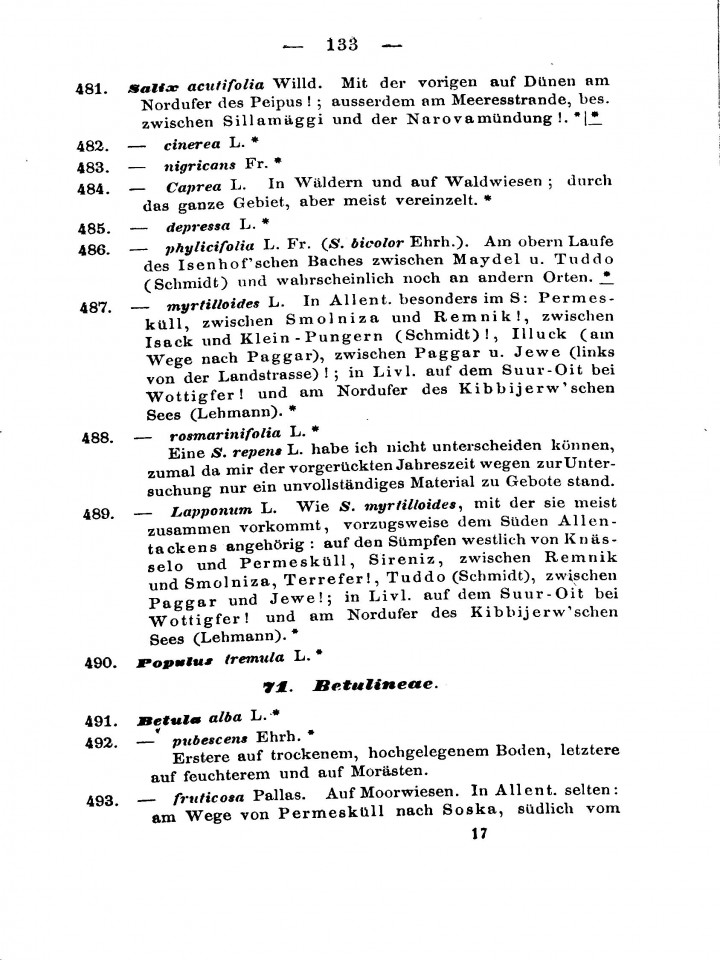 — 133 —
481. Salix acutifolia Willd. Mit der vorigen auf Dünen am
Nordufer des Peipus!; ausserdem am Meeresstrande, bes.
zwischen Sillamäggi und der Narovamündung!. *|*
482. — cinerea L. *
483. — nigricans Fr. *
484. — Caprea L. In Wäldern und auf Waldwiesen; durch
das ganze Gebiet, aber meist vereinzelt. *
485. — depressa L. *
486. — phylicifolia L. Fr. (S. bicolor Ehrh.). Am obern Laufe
des Isenhof'schen Baches zwischen Maydel u. Tuddo
(Schmidt) und wahrscheinlich noch an andern Orten. *
487. — myrtilloides L. In Allent. besonders im S: Permes-
küll, zwischen Smolniza und Remnik!, zwischen
Isack und Klein-Pungern (Schmidt)!, Illuck (am
Wege nach Paggar), zwischen Paggar u. Jewe (links
von der Landstrasse)!; in Livl. auf dem Suur-Oit bei
Wottigfer! und am Nordufer des Kibbijerw'schen
Sees (Lehmann). *
488. — rosmarinifolia L. *
Eine S. repens L. habe ich nicht unterscheiden können,
zumal da mir der vorgerückten Jahreszeit wegen zur Unter-
suchung nur ein unvollständiges Material zu Gebote stand.
489. — Lapponum L. Wie S. myrtilloides, mit der sie meist
zusammen vorkommt, vorzugsweise dem Süden Allen-
tackens angehörig: auf den Sümpfen westlich von Knäs-
selo und Permesküll, Sireniz, zwischen Remnik
und Smolniza, Terrefer!, Tuddo (Schmidt), zwischen
Paggar und Jewe!; in Livl. auf dem Suur-Oit bei
Wottigfer! und am Nordufer des Kibbijerw'schen
Sees (Lehmann). *
490. Populus tremula L. *
71. Betulineae.
491. Betula alba L. *
492. — pubescens Ehrh. *
Erstere auf trockenem, hochgelegenem Boden, letztere
auf feuchterem und auf Morästen.
493. — fruticosa Pallas. Auf Moorwiesen. In Allent. selten:
am Wege von Permesküll nach Soska, südlich vom
17